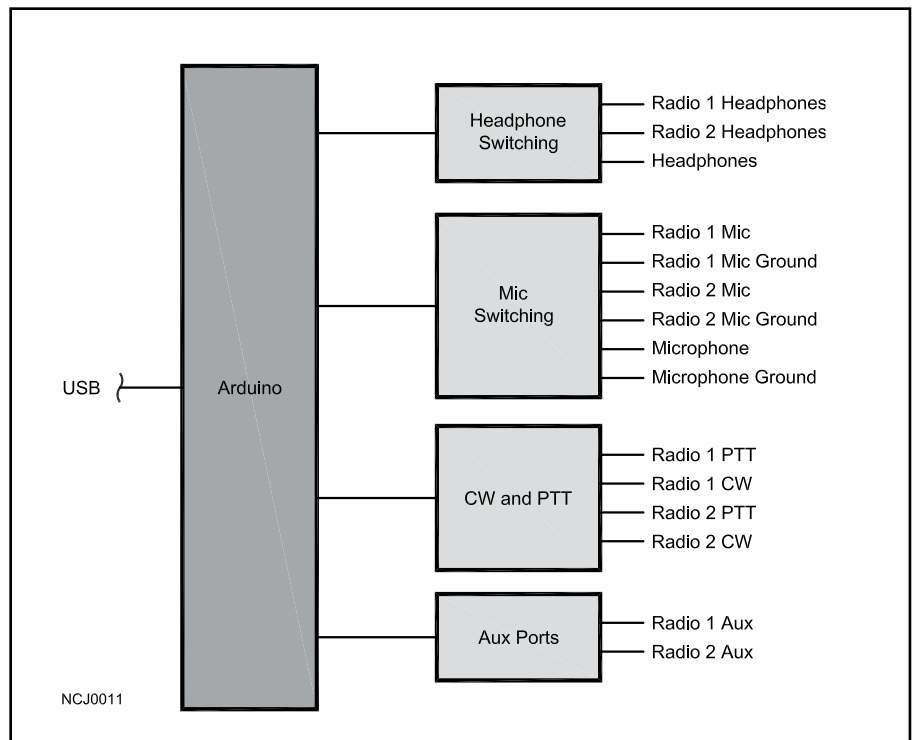 USB
Arduino
Headphone
Switching
Radio 1 Headphones
Radio 2 Headphones
Headphones
Mic
Switching
Radio 1 Mic
Radio 1 Mic Ground
Radio 2 Mic
Radio 2 Mic Ground
Microphone
Microphone Ground
CW and PTT
Radio 1 PTT
Radio 1 CW
Radio 2 PTT
Radio 2 CW
Aux Ports
Radio 1 Aux
Radio 2 Aux
NCJ0011